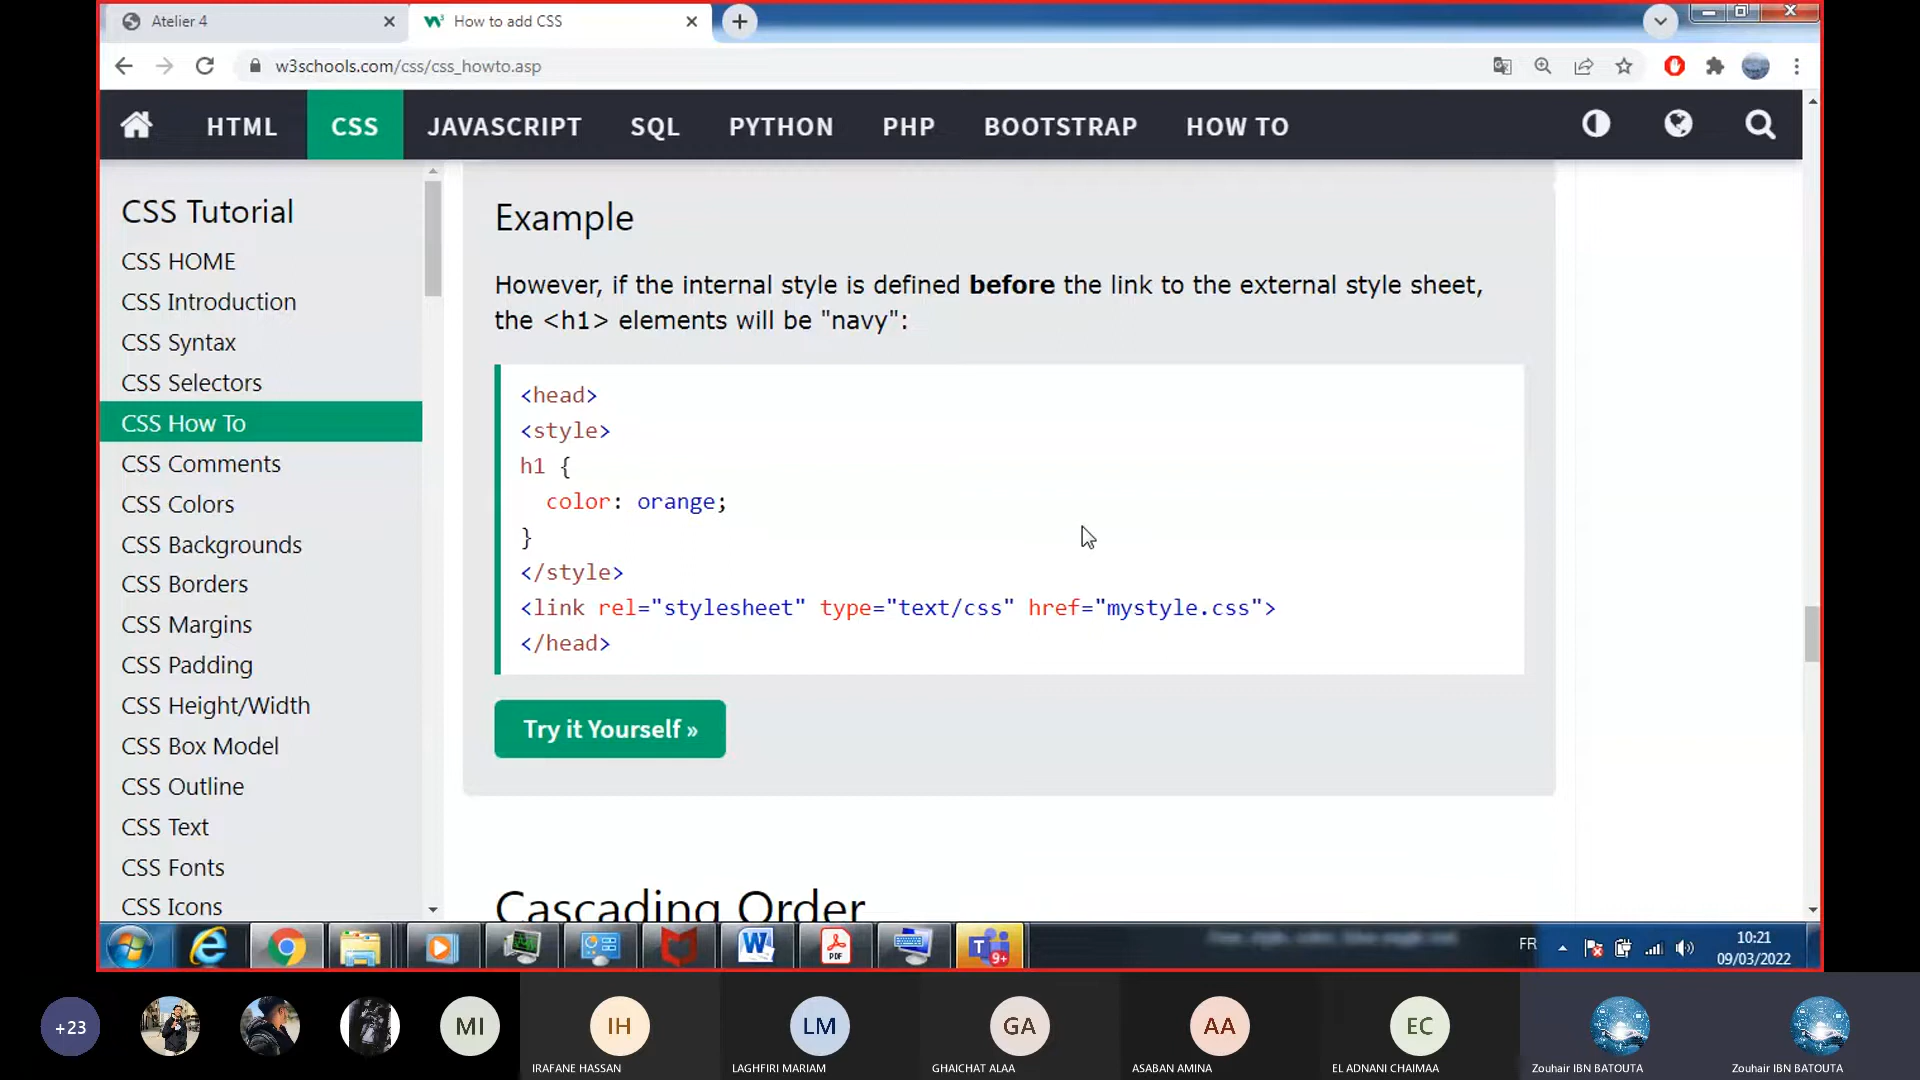 Atelier 4
How to add CSS
w3schools.com/css/css_howto.asp
HTML CSS JAVASCRIPT SQL PYTHON PHP BOOTSTRAP HOW TO
CSS Tutorial
CSS HOME
CSS Introduction
CSS Syntax
CSS Selectors
CSS How To
CSS Comments
CSS Colors
CSS Backgrounds
CSS Borders
CSS Margins
CSS Padding
CSS Height/Width
CSS Box Model
CSS Outline
CSS Text
CSS Fonts
CSS Icons
Example
However, if the internal style is defined before the link to the external style sheet,
the <h1> elements will be "navy":
<head>
<style>
h1 {
color: orange;
}
</style>
<link rel="stylesheet" type="text/css" href="mystyle.css">
</head>
Try it Yourself »
Cascading Order
PDF
9+
FR
10:21
09/03/2022
+23
MI
IH
LM
GA
AA
EC
IRAFANE HASSAN
LAGHFIRI MARIAM
GHAICHAT ALAA
ASABAN AMINA
EL ADNANI CHAIMAA
Zouhair IBN BATOUTA
Zouhair IBN BATOUTA